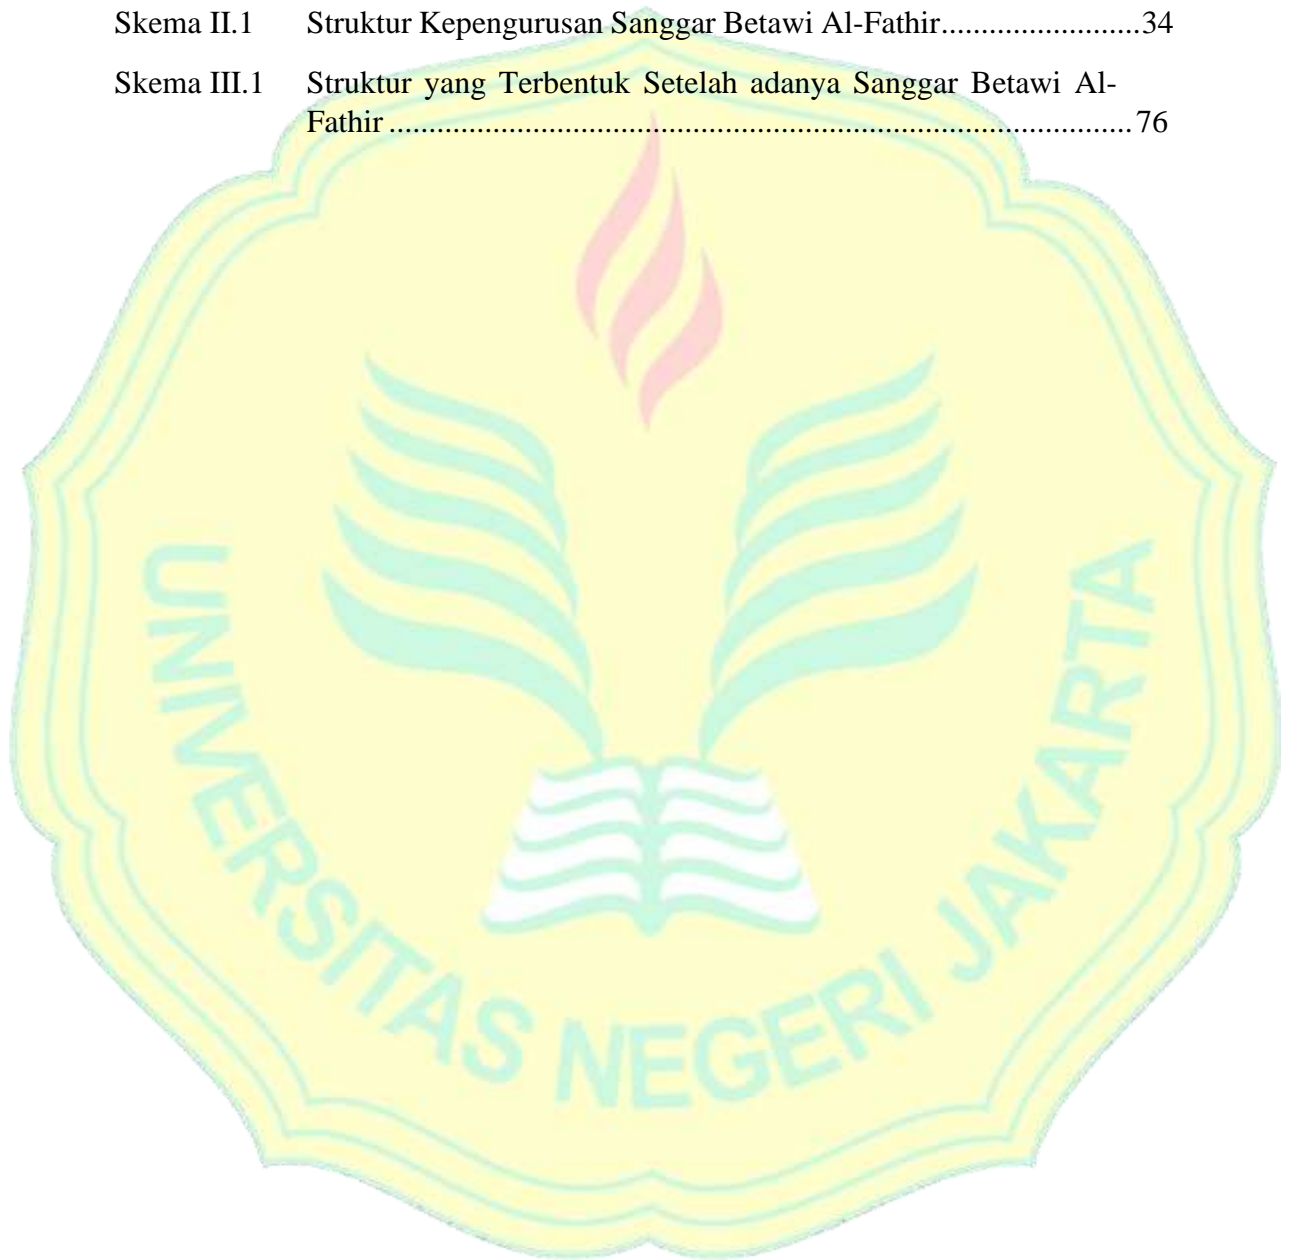 Skema II.1 Struktur Kepengurusan Sanggar Betawi Al-Fathir.........................34
Skema III.1 Struktur yang Terbentuk Setelah adanya Sanggar Betawi Al-
Fathir ..............................................................................................76
UNIVERSITAS NEGERI JAKARTA